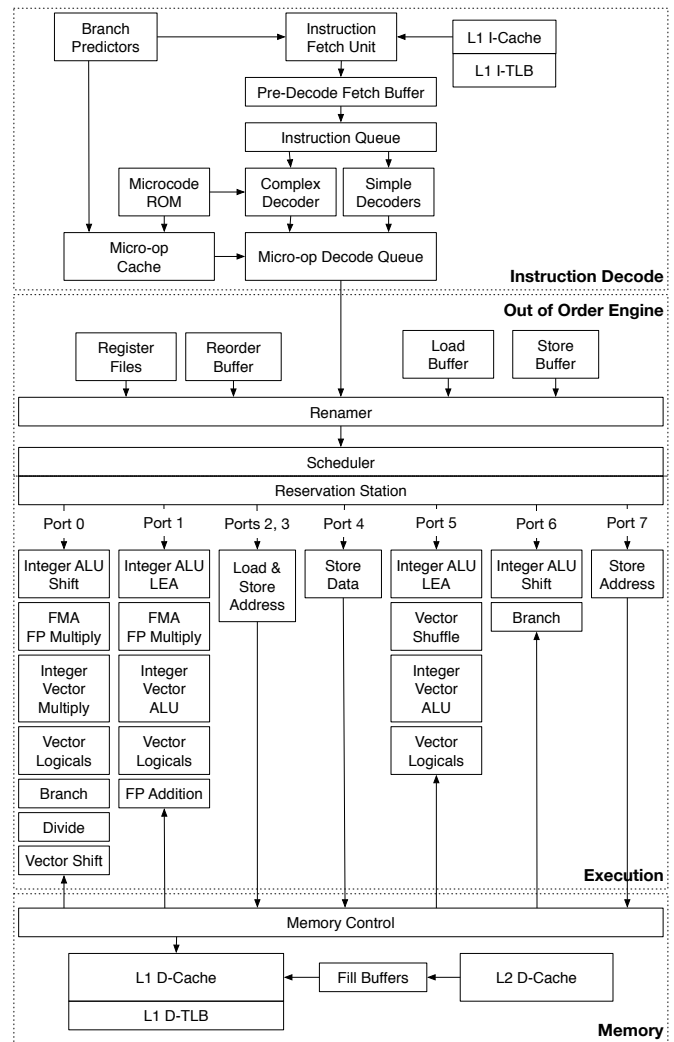 Branch
Predictors
Instruction
Fetch Unit
L1 I-Cache
L1 I-TLB
Pre-Decode Fetch Buffer
Instruction Queue
Microcode
ROM
Complex
Decoder
Simple
Decoders
Micro-op
Cache
Micro-op Decode Queue
Instruction Decode
Out of Order Engine
Register
Files
Reorder
Buffer
Load
Buffer
Store
Buffer
Renamer
Scheduler
Reservation Station
Port 0
Port 1
Ports 2, 3
Port 4
Port 5
Port 6
Port 7
Integer ALU
Shift
FMA
FP Multiply
Integer
Vector
Multiply
Vector
Logicals
Branch
Divide
Vector Shift
Integer ALU
LEA
FMA
FP Multiply
Integer
Vector
ALU
Vector
Logicals
FP Addition
Load &
Store
Address
Store
Data
Integer ALU
LEA
Vector
Shuffle
Integer
Vector
ALU
Vector
Logicals
Integer ALU
Shift
Branch
Store
Address
Execution
Memory Control
L1 D-Cache
L1 D-TLB
Fill Buffers
L2 D-Cache
Memory